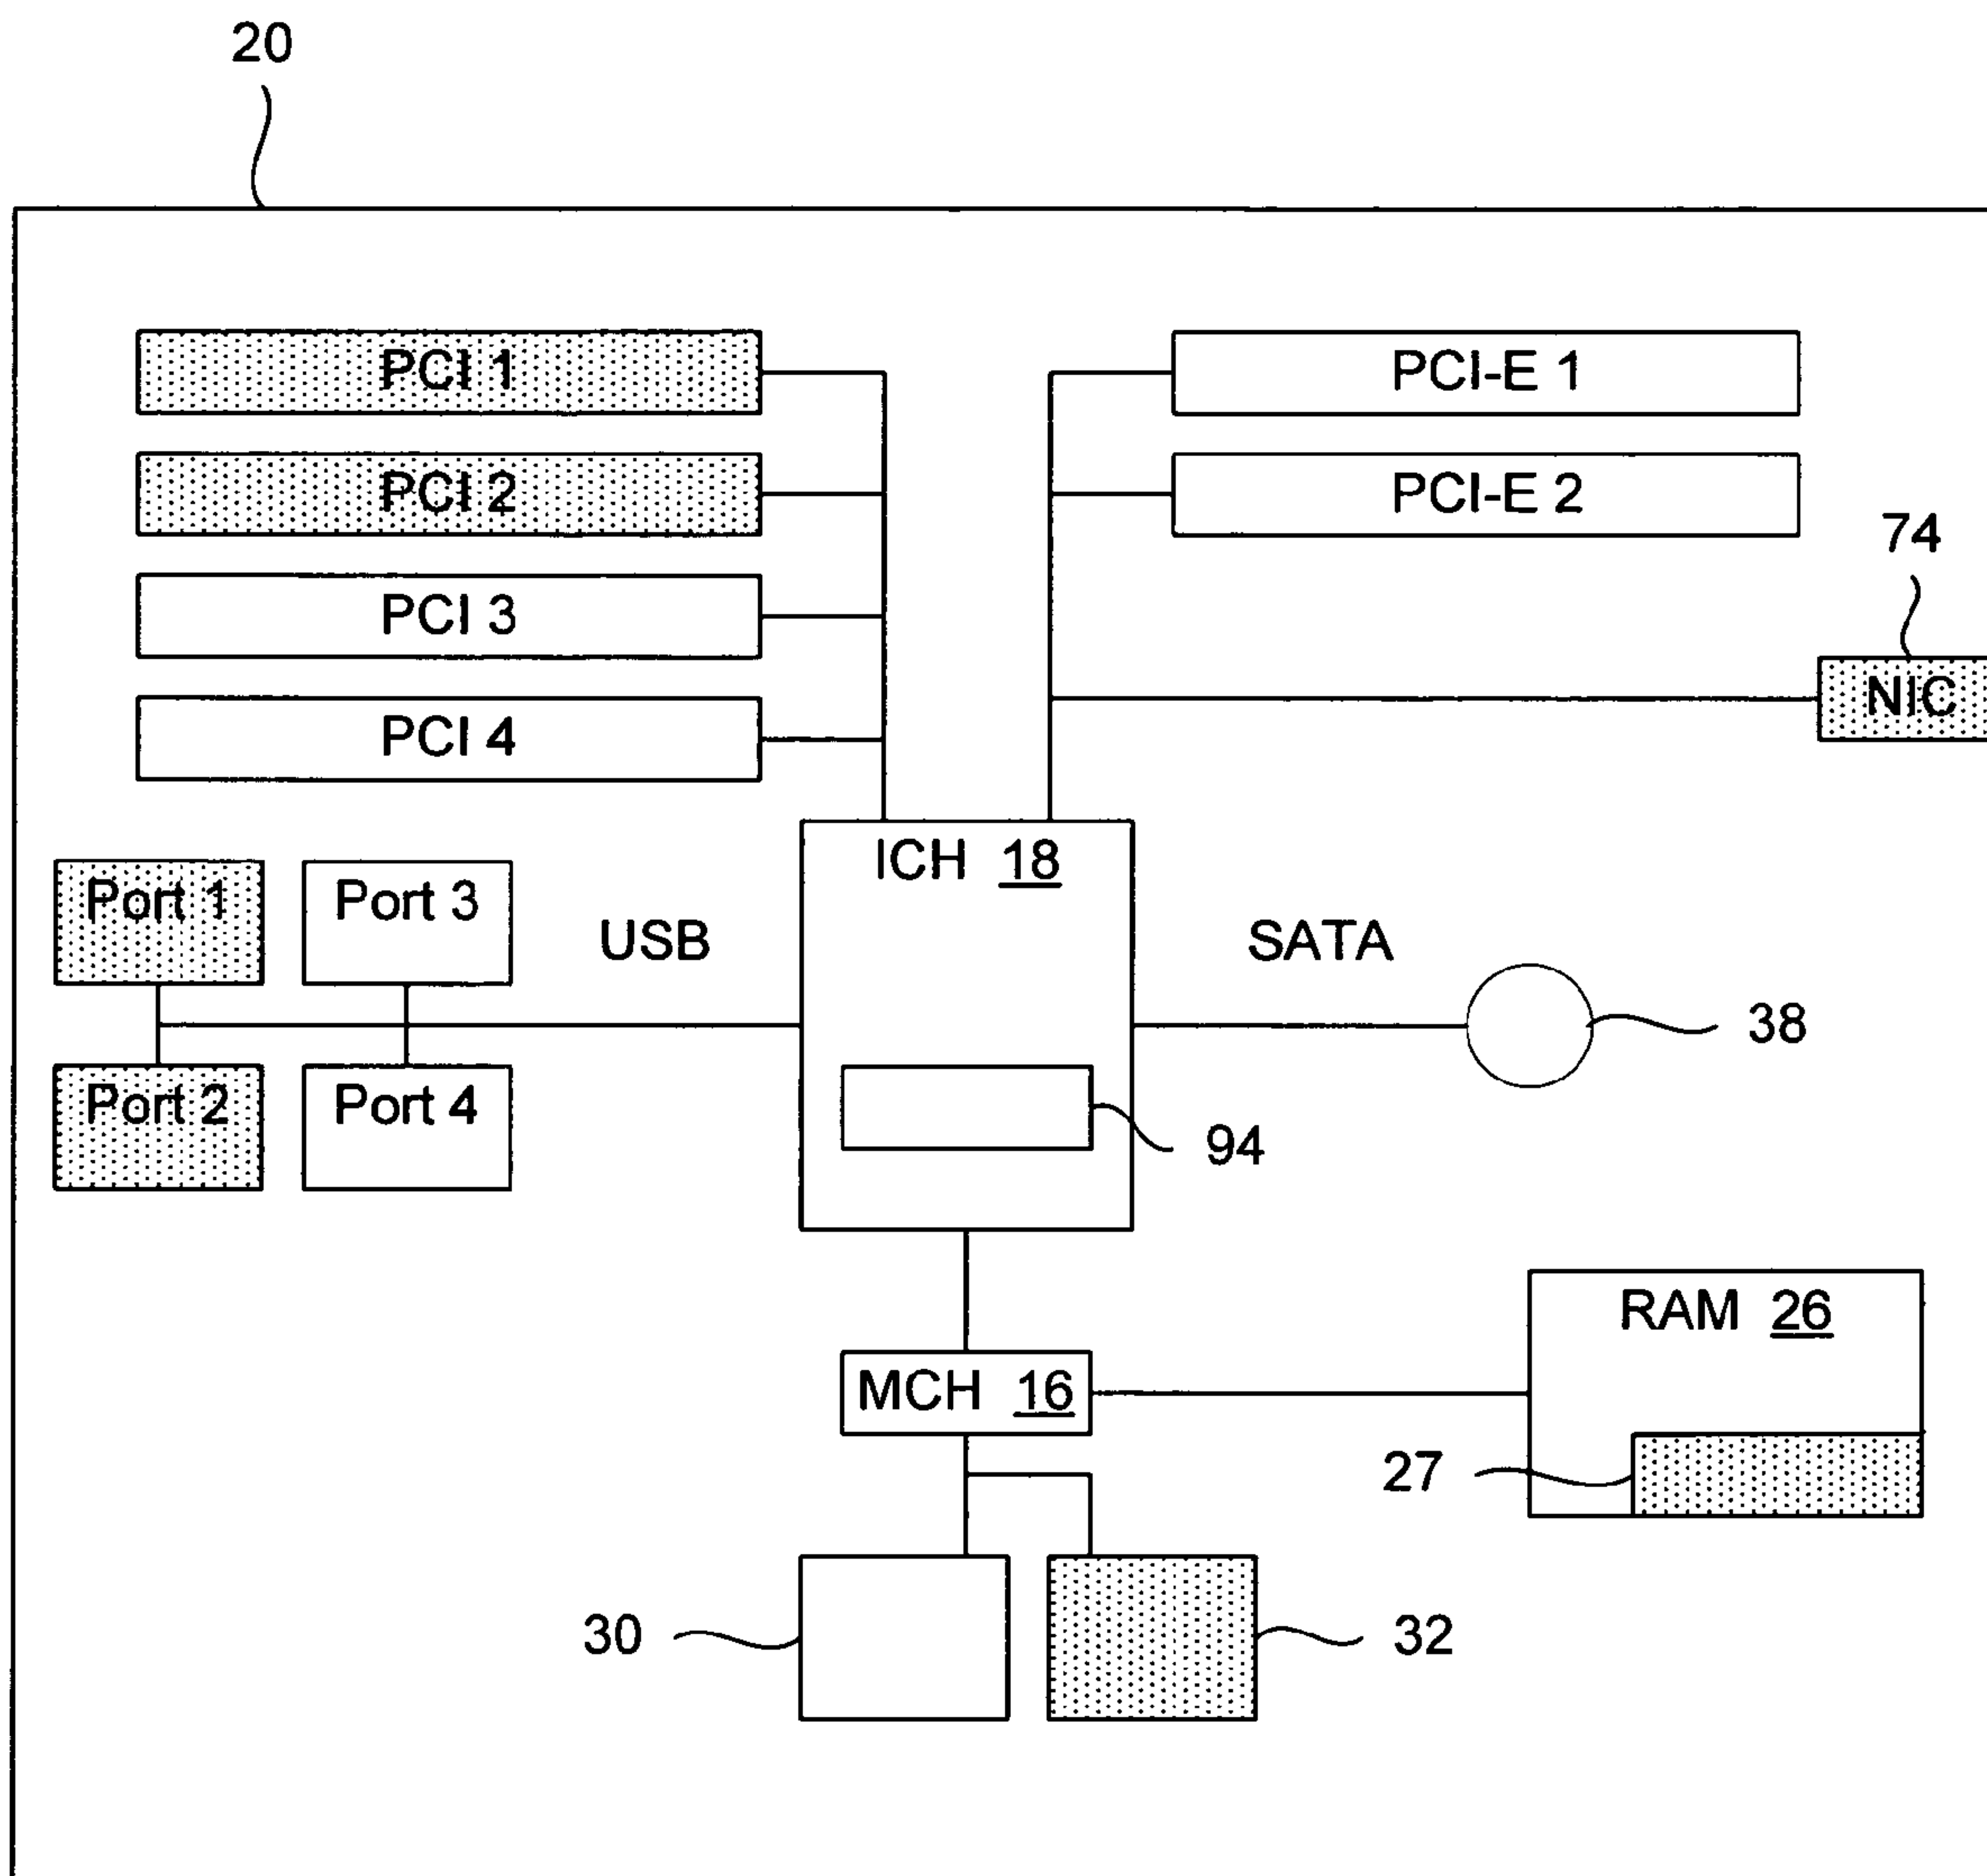 20
PCI 1
PCI-E 1
PCI 2
PCI-E 2
74
PCI 3
NIC
PCI 4
ICH 18
Port 1
Port 3
USB
SATA
38
Port 2
Port 4
94
RAM 26
MCH 16
27
30
32